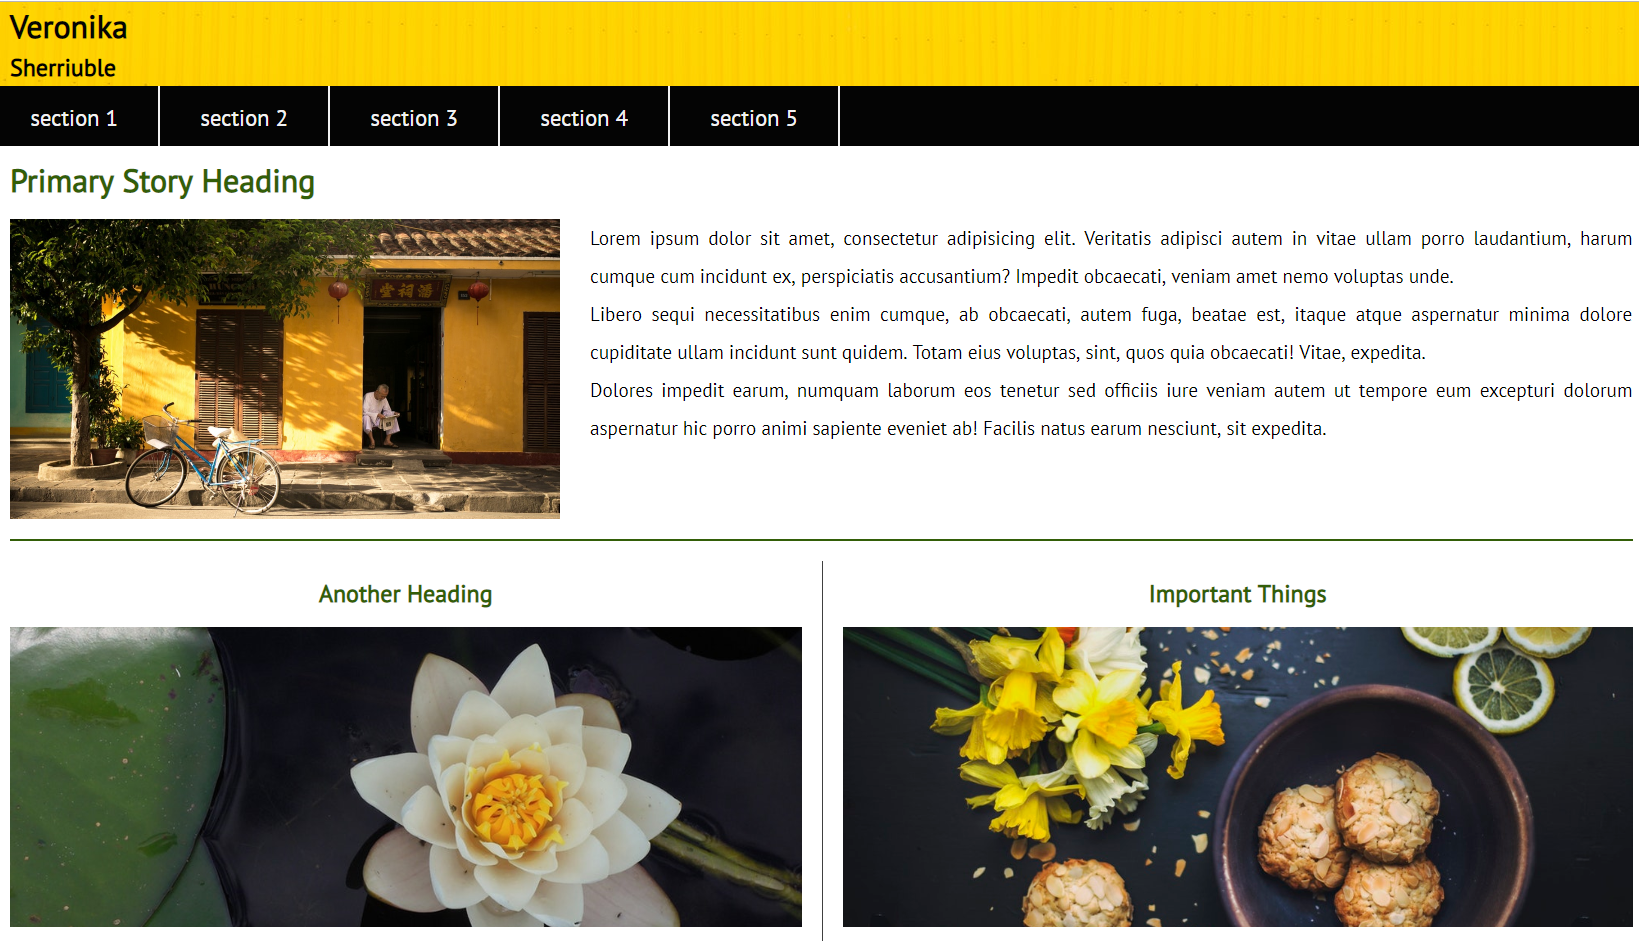 Veronika
Sherriuble
section 1
section 2
section 3
section 4
section 5
Primary Story Heading
堂祠潘
Lorem ipsum dolor sit amet, consectetur adipisicing elit. Veritatis adipisci autem in vitae ullam porro laudantium, harum
cumque cum incidunt ex, perspiciatis accusantium? Impedit obcaecati, veniam amet nemo voluptas unde.
Libero sequi necessitatibus enim cumque, ab obcaecati, autem fuga, beatae est, itaque atque aspernatur minima dolore
cupiditate ullam incidunt sunt quidem. Totam eius voluptas, sint, quos quia obcaecati! Vitae, expedita.
Dolores impedit earum, numquam laborum eos tenetur sed officiis iure veniam autem ut tempore eum excepturi dolorum
aspernatur hic porro animi sapiente eveniet ab! Facilis natus earum nesciunt, sit expedita.
Another Heading
Important Things